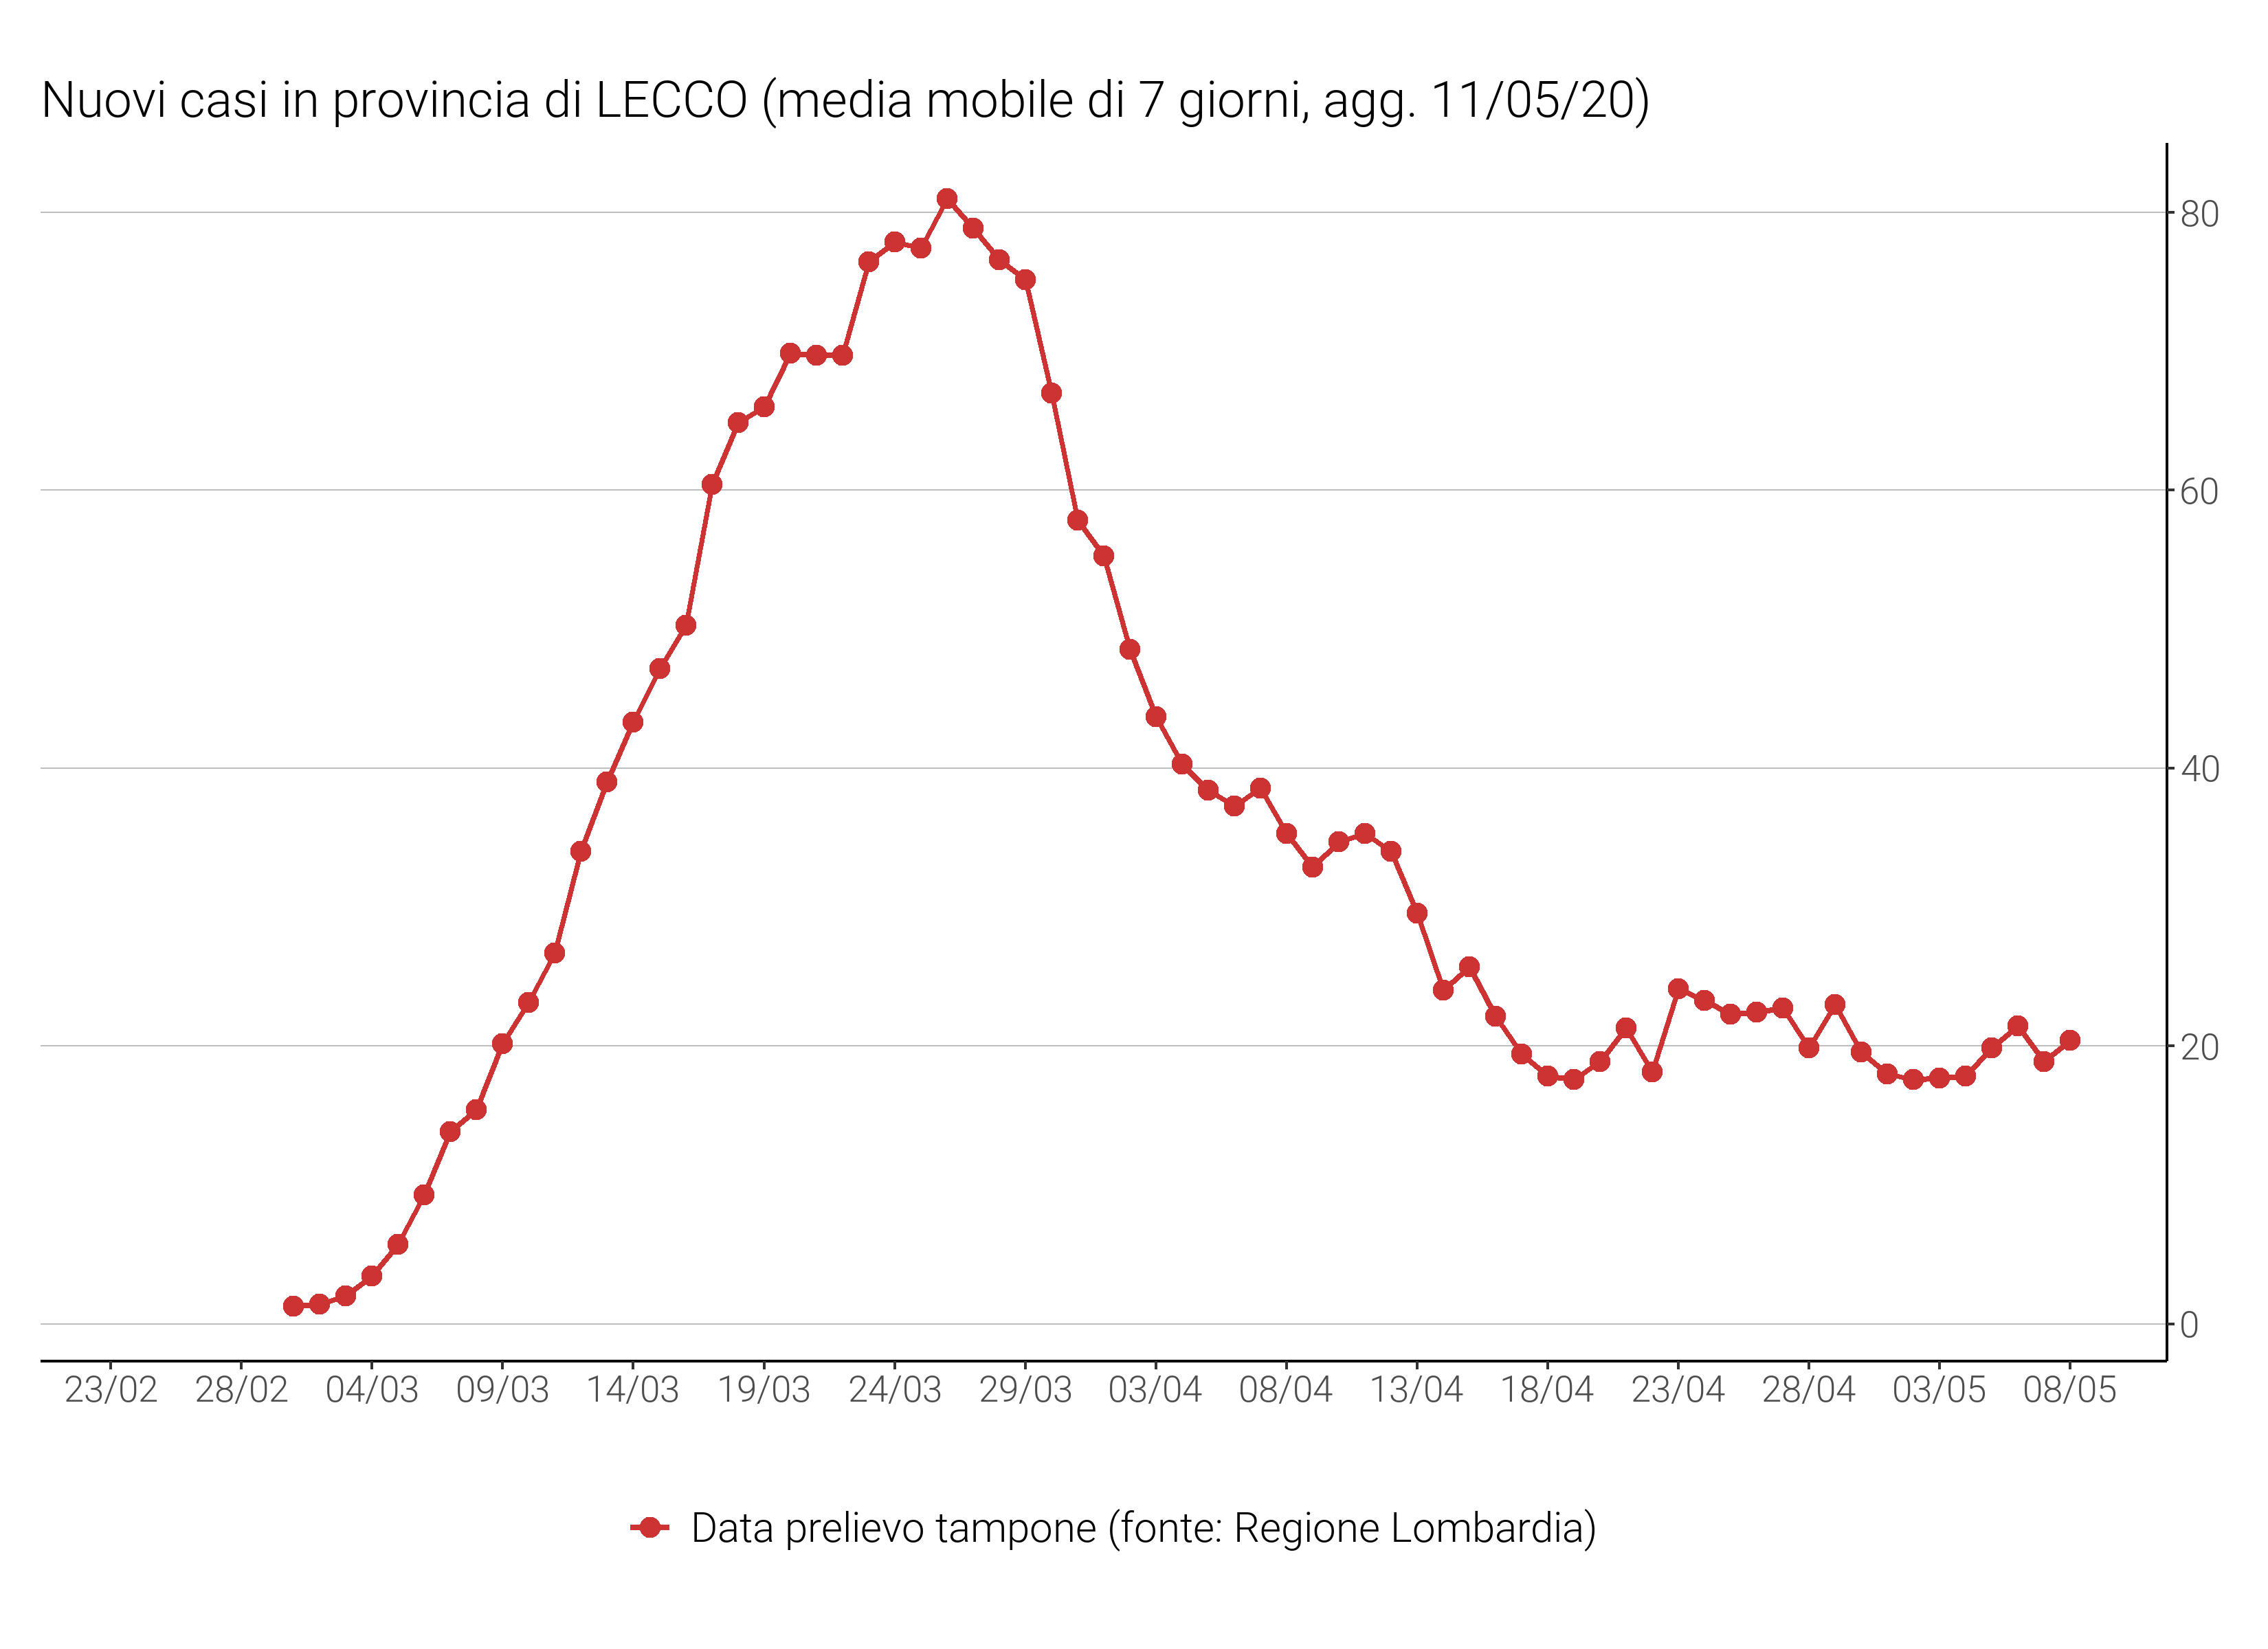 Nuovi casi in provincia di LECCO (media mobile di 7 giorni, agg. 11/05/20)
80
60
40
20
0
23/02 28/02 04/03 09/03 14/03 19/03 24/03 29/03 03/04 08/04 13/04 18/04 23/04 28/04 03/05 08/05
Data prelievo tampone (fonte: Regione Lombardia)